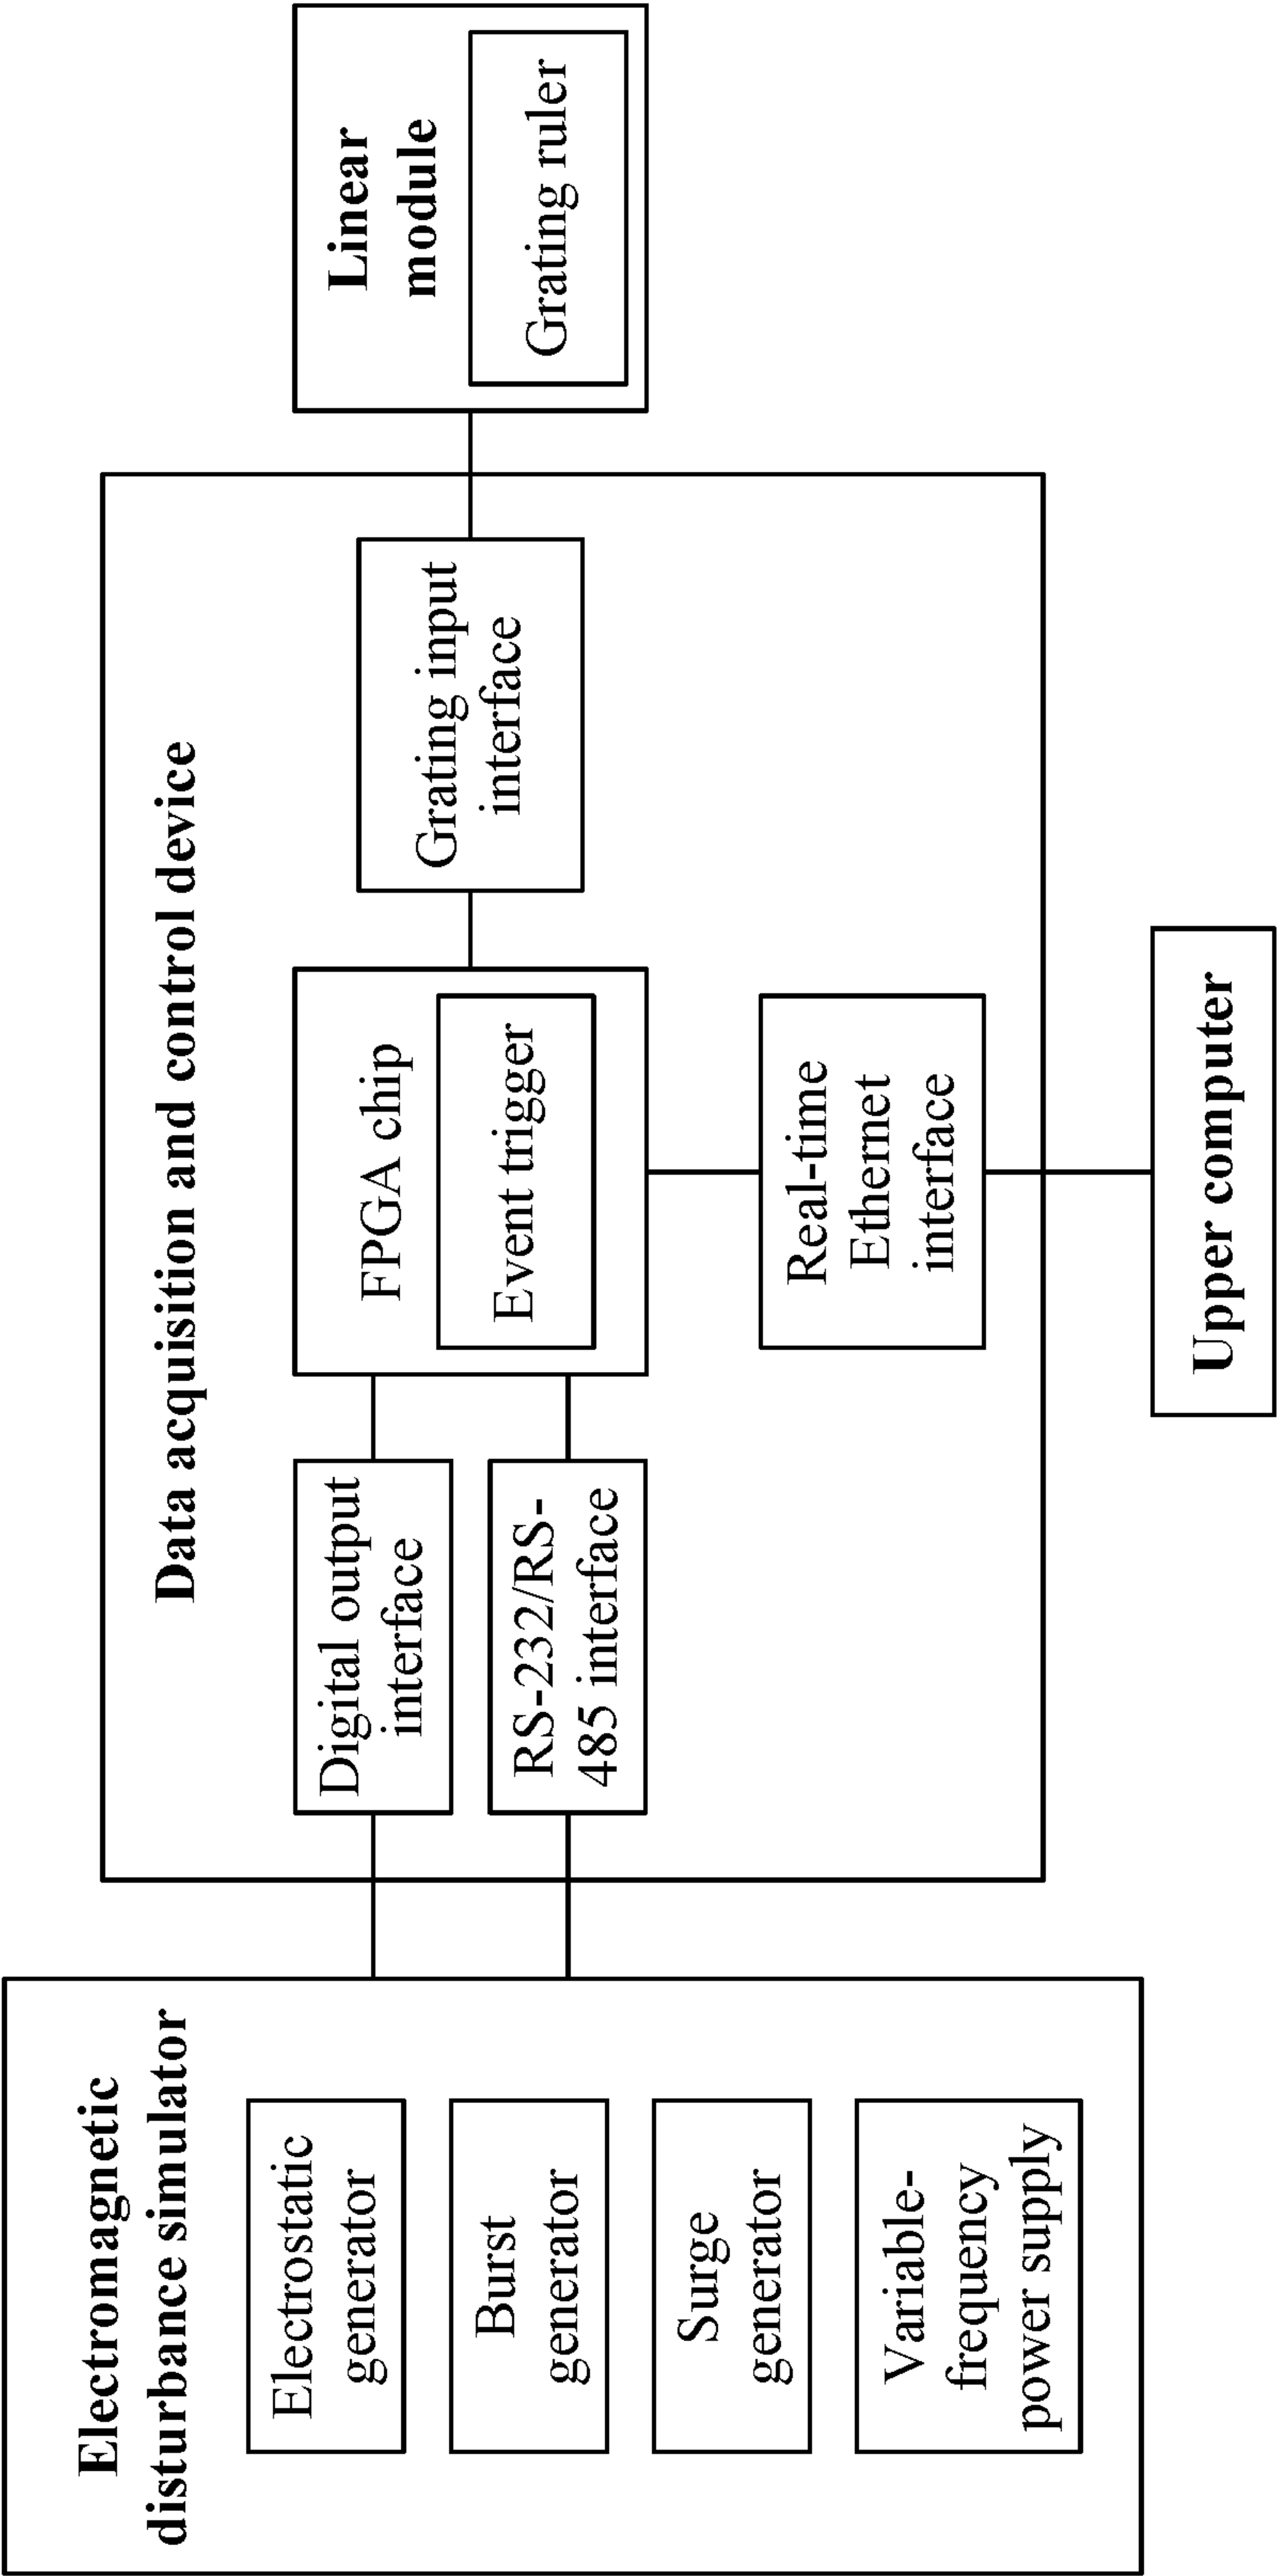 Electromagnetic
disturbance simulator
Electrostatic
generator
Burst
generator
Surge
generator
Variable-
frequency
power supply
Data acquisition and control device
Digital output
interface
RS-232/RS-
485 interface
FPGA chip
Event trigger
Real-time
Ethernet
interface
Grating input
interface
Linear
module
Grating ruler
Upper computer